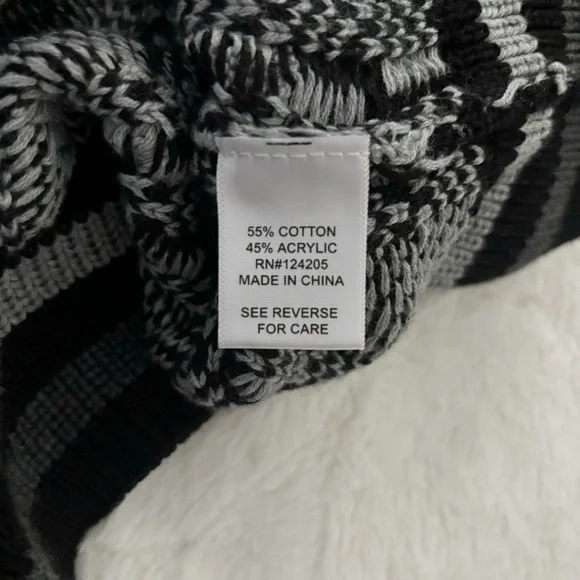 55% COTTON
45% ACRYLIC
RN#124205
MADE IN CHINA
SEE REVERSE
FOR CARE